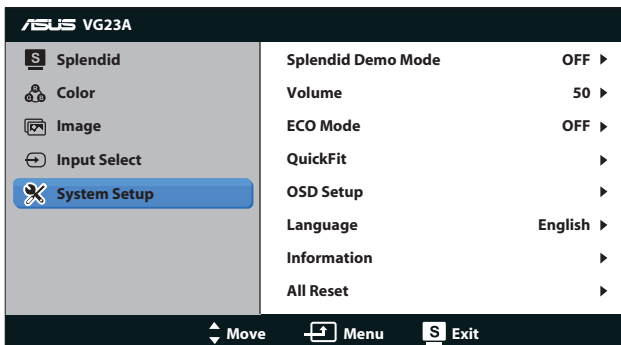 ASUS VG23A
S Splendid
Color
Image
Input Select
System Setup
Splendid Demo Mode OFF
Volume 50
ECO Mode OFF
QuickFit
OSD Setup
Language English
Information
All Reset
Move Menu S Exit